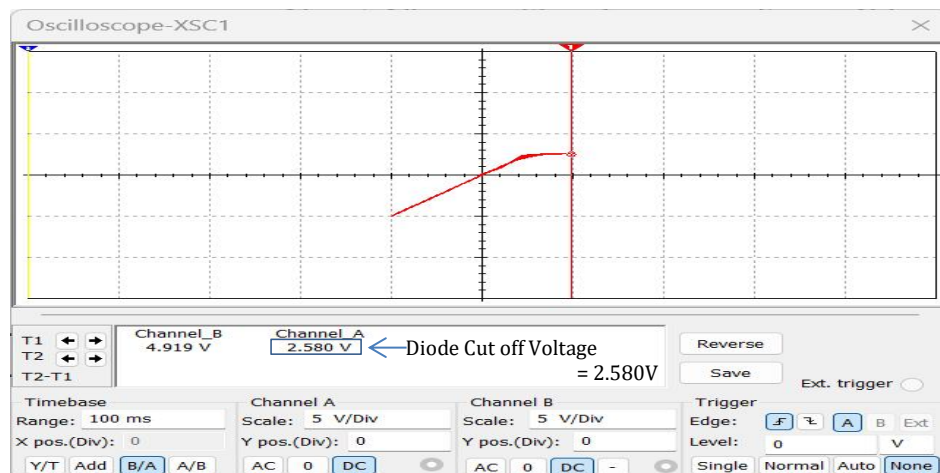 Oscilloscope-XSC1
1
T1
T2
T2-T1
Channel_B Channel_A
4.919 V 2.580 V
Diode Cut off Voltage
= 2.580V
Reverse
Save
Ext. trigger
Timebase
Range: 100 ms
X pos.(Div): 0
Y/T Add B/A A/B
Channel A
Scale: 5 V/Div
Y pos.(Div): 0
AC 0 DC
Channel B
Scale: 5 V/Div
Y pos.(Div): 0
AC 0 DC -
Trigger
Edge: A B Ext
Level: 0 V
Single Normal Auto None